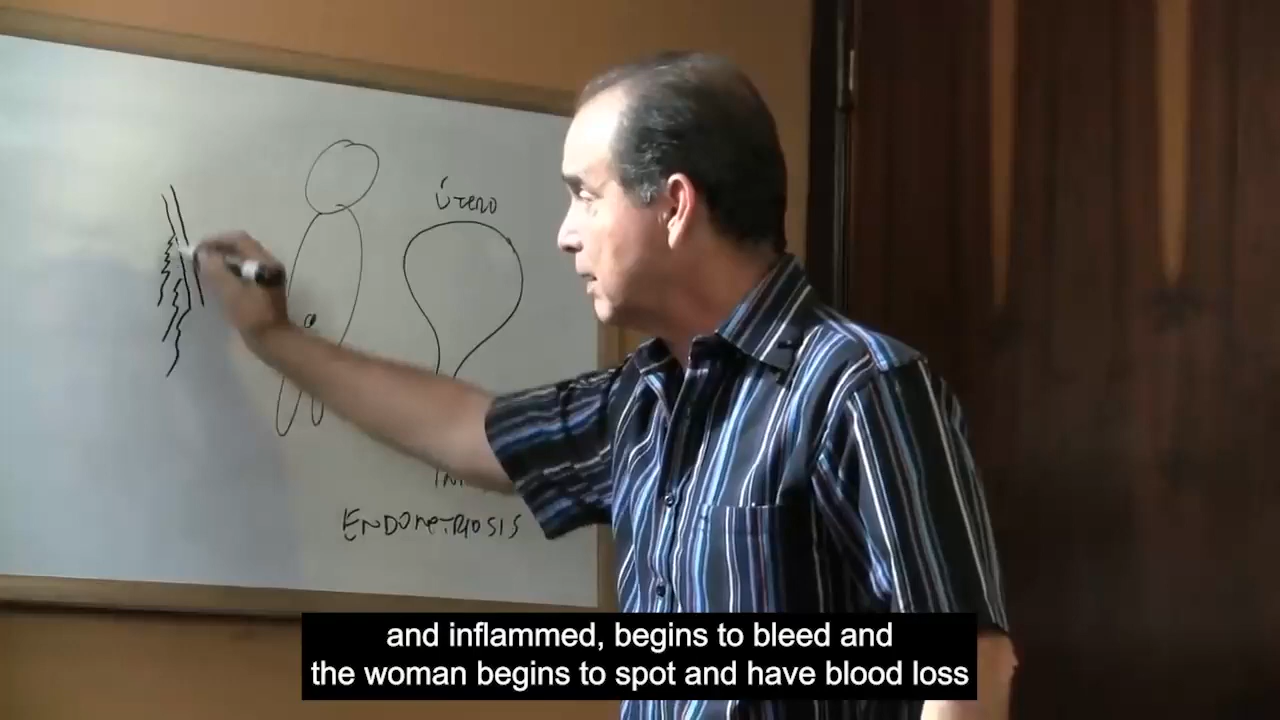 Útero
ENDOMETRIOSIS
and inflammed, begins to bleed and
the woman begins to spot and have blood loss